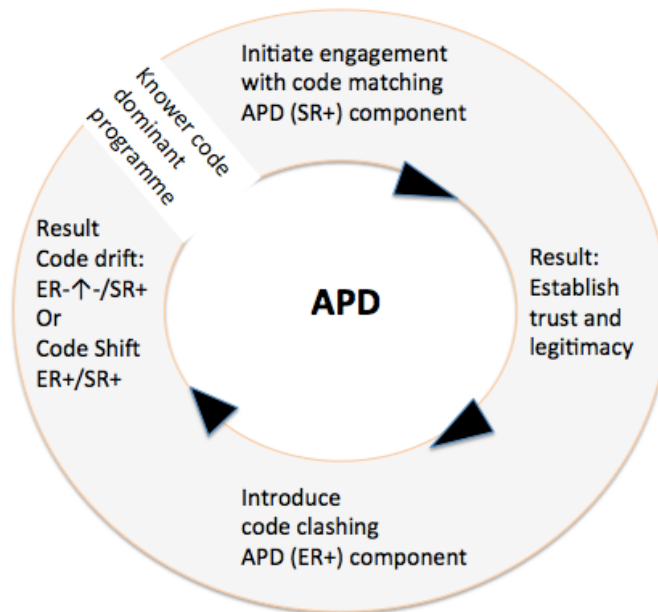 Knower code
dominant
programme
Initiate engagement
with code matching
APD (SR+) component
Result:
Establish
trust and
legitimacy
Introduce
code clashing
APD (ER+) component
Result
Code drift:
ER-↑-/SR+
Or
Code Shift
ER+/SR+
APD